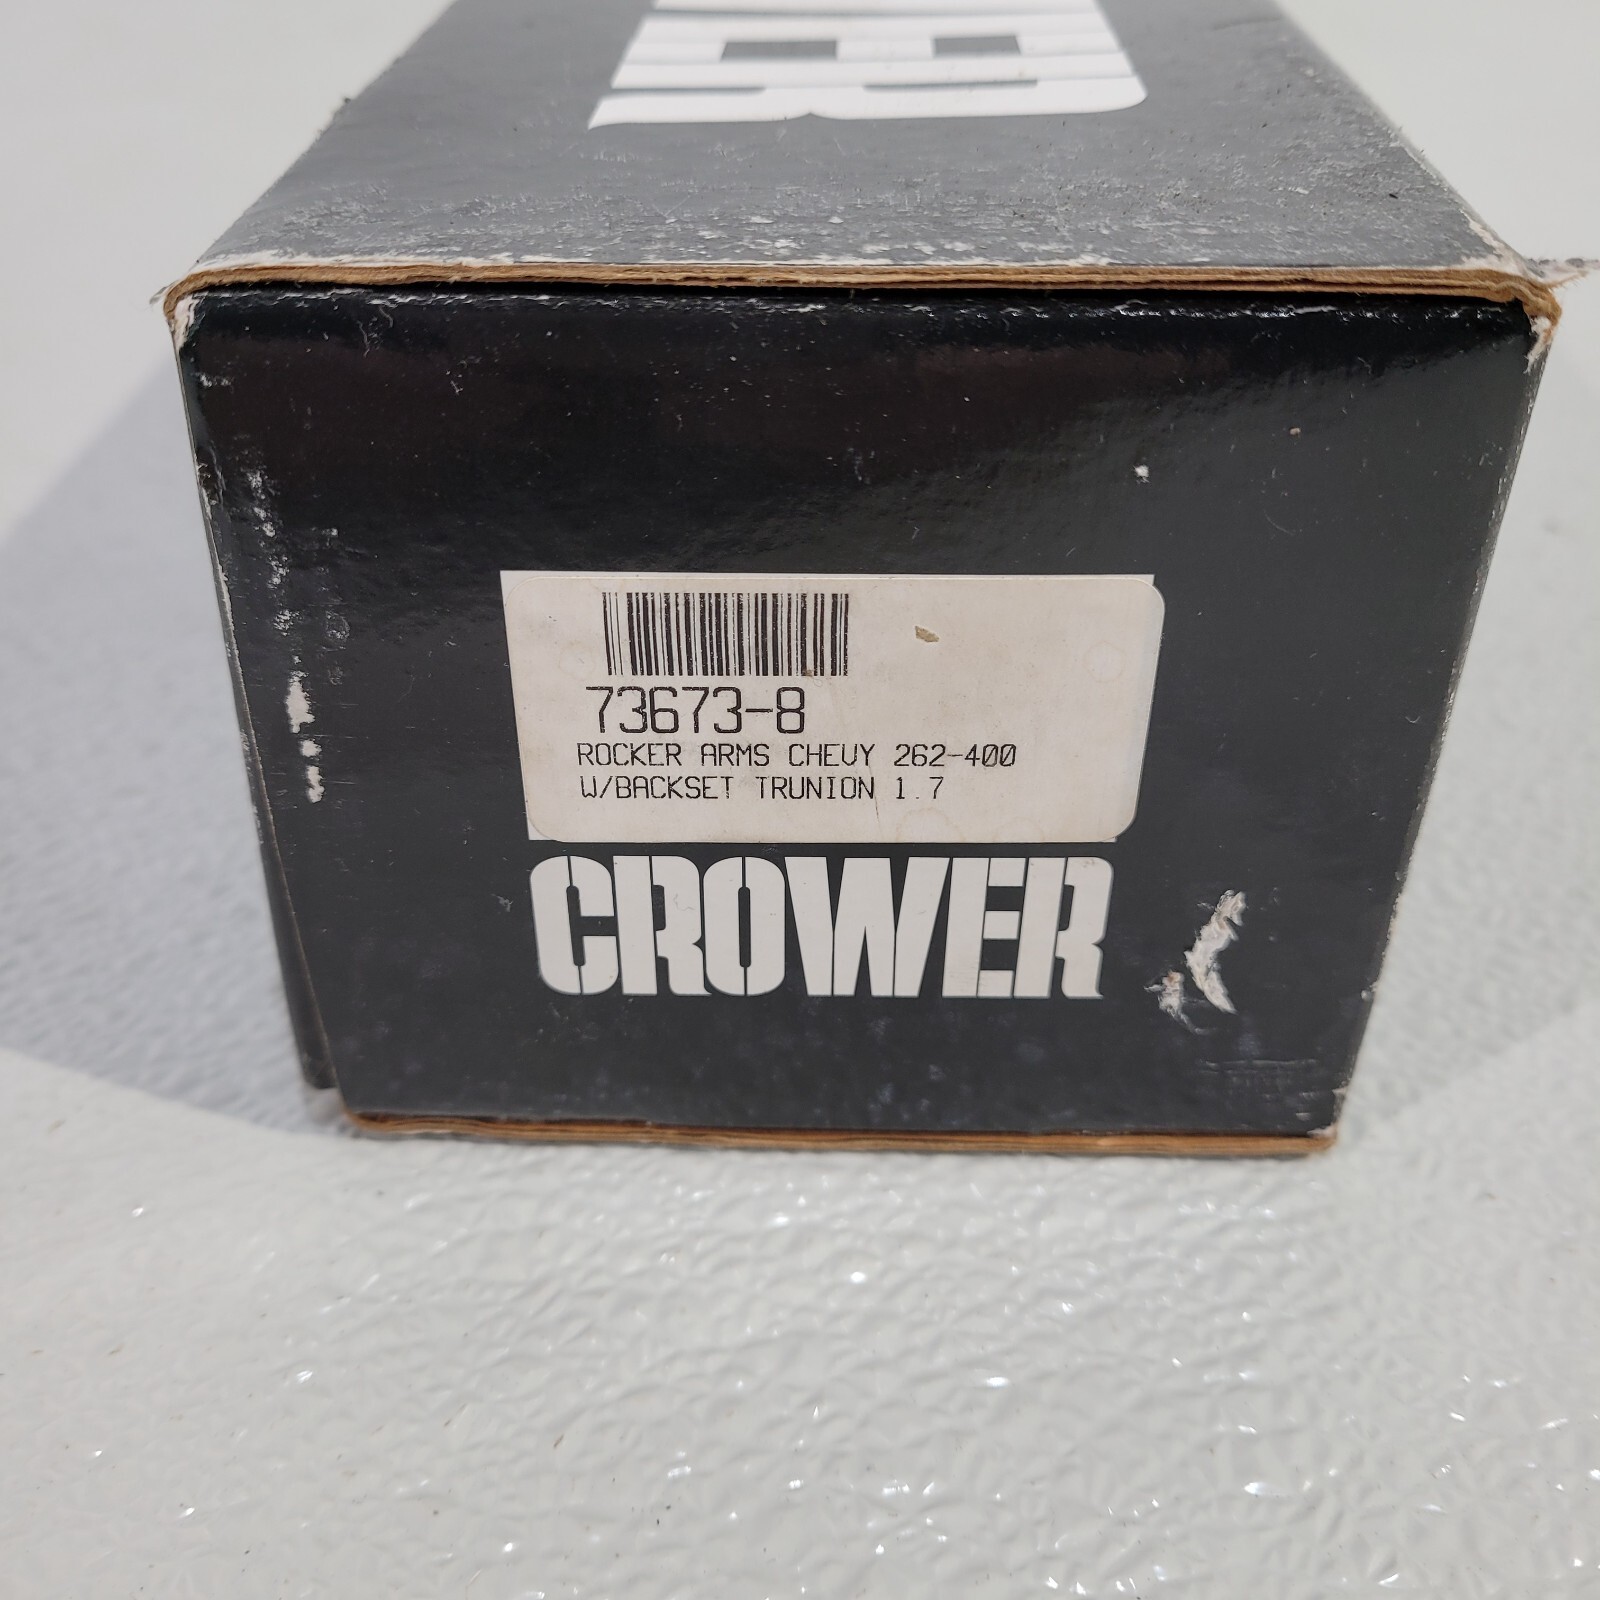 73673-8
ROCKER ARMS CHEVY 262-400
W/BACKSET TRUNION 1.7
CROWER